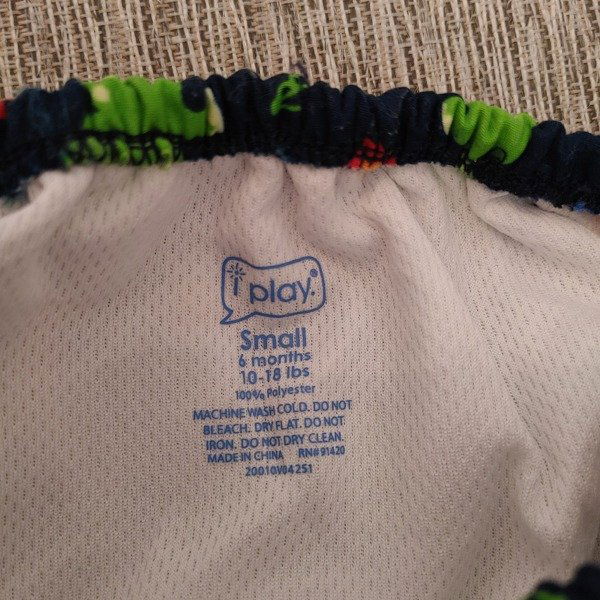 i play.®
Small
6 months
10-18 lbs
100% Polyester
MACHINE WASH COLD. DO NOT
BLEACH. DRY FLAT. DO NOT
IRON. DO NOT DRY CLEAN.
MADE IN CHINA RN# 91420
20010V04251